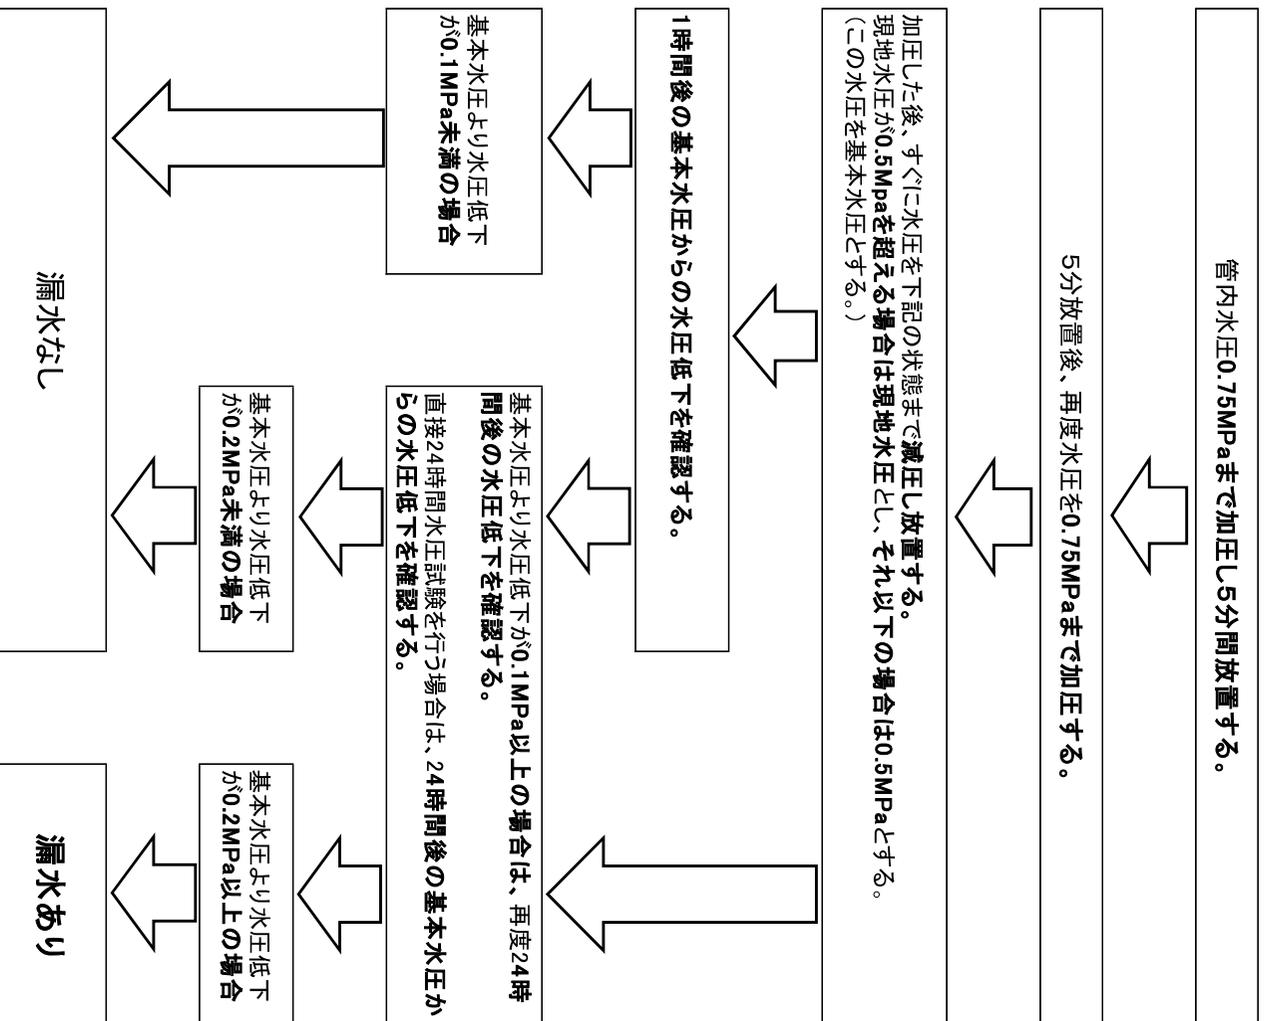 管内水圧0.75MPaまで加圧し5分間放置する。
5分放置後、再度水圧を0.75MPaまで加圧する。
加圧した後、すぐに水圧を下記の状態まで減圧し放置する。
現地水圧が0.5Mpaを超える場合は現地水圧とし、それ以下の場合は0.5MPaとする。
（この水圧を基本水圧とする。）
1時間後の基本水圧からの水圧低下を確認する。
基本水圧より水圧低下
が0.1MPa未満の場合
基本水圧より水圧低下が0.1MPa以上の場合は、再度24時
間後の水圧低下を確認する。
直接24時間水圧試験を行う場合は、24時間後の基本水圧か
らの水圧低下を確認する。
基本水圧より水圧低下
が0.2MPa未満の場合
基本水圧より水圧低下
が0.2MPa以上の場合
漏水なし
漏水あり